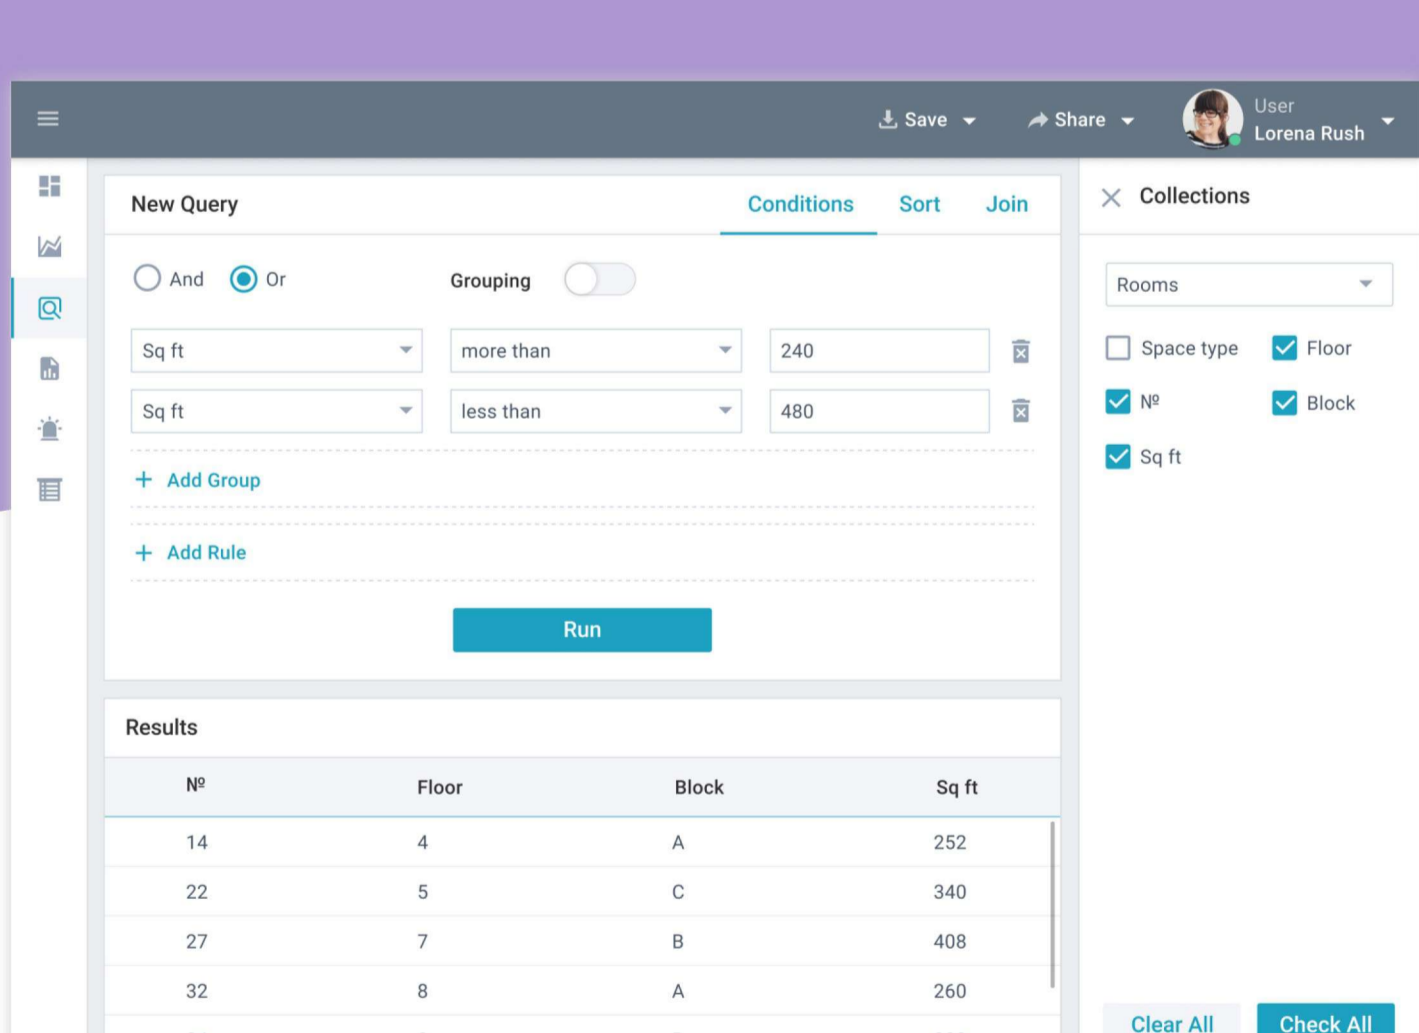 Save
Share
User
Lorena Rush
New Query
Conditions Sort Join
And Or Grouping
Sq ft more than 240
Sq ft less than 480
+ Add Group
+ Add Rule
Run
Results
Nº Floor Block Sq ft
14 4 A 252
22 5 C 340
27 7 B 408
32 8 A 260
Collections
Rooms
Space type Floor
Nº Block
Sq ft
Clear All Check All